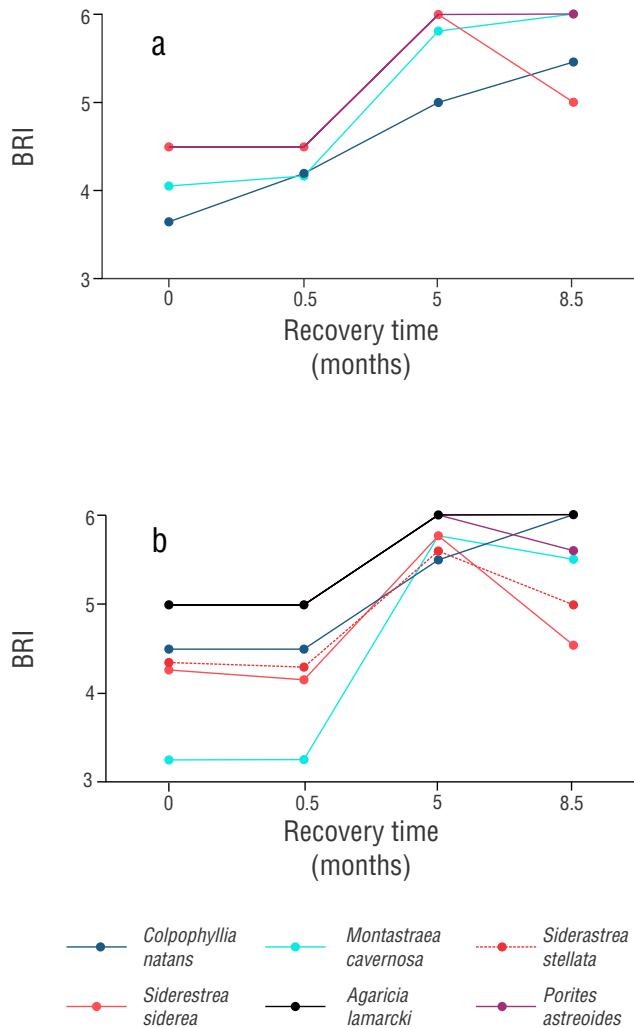 a
6
5
4
3
BRI
0 0.5 5 8.5
Recovery time
(months)
b
6
5
4
3
BRI
0 0.5 5 8.5
Recovery time
(months)
Colpophyllia
natans
Montastraea
cavernosa
Siderastrea
stellata
Siderestrea
siderea
Agaricia
lamarcki
Porites
astreoides